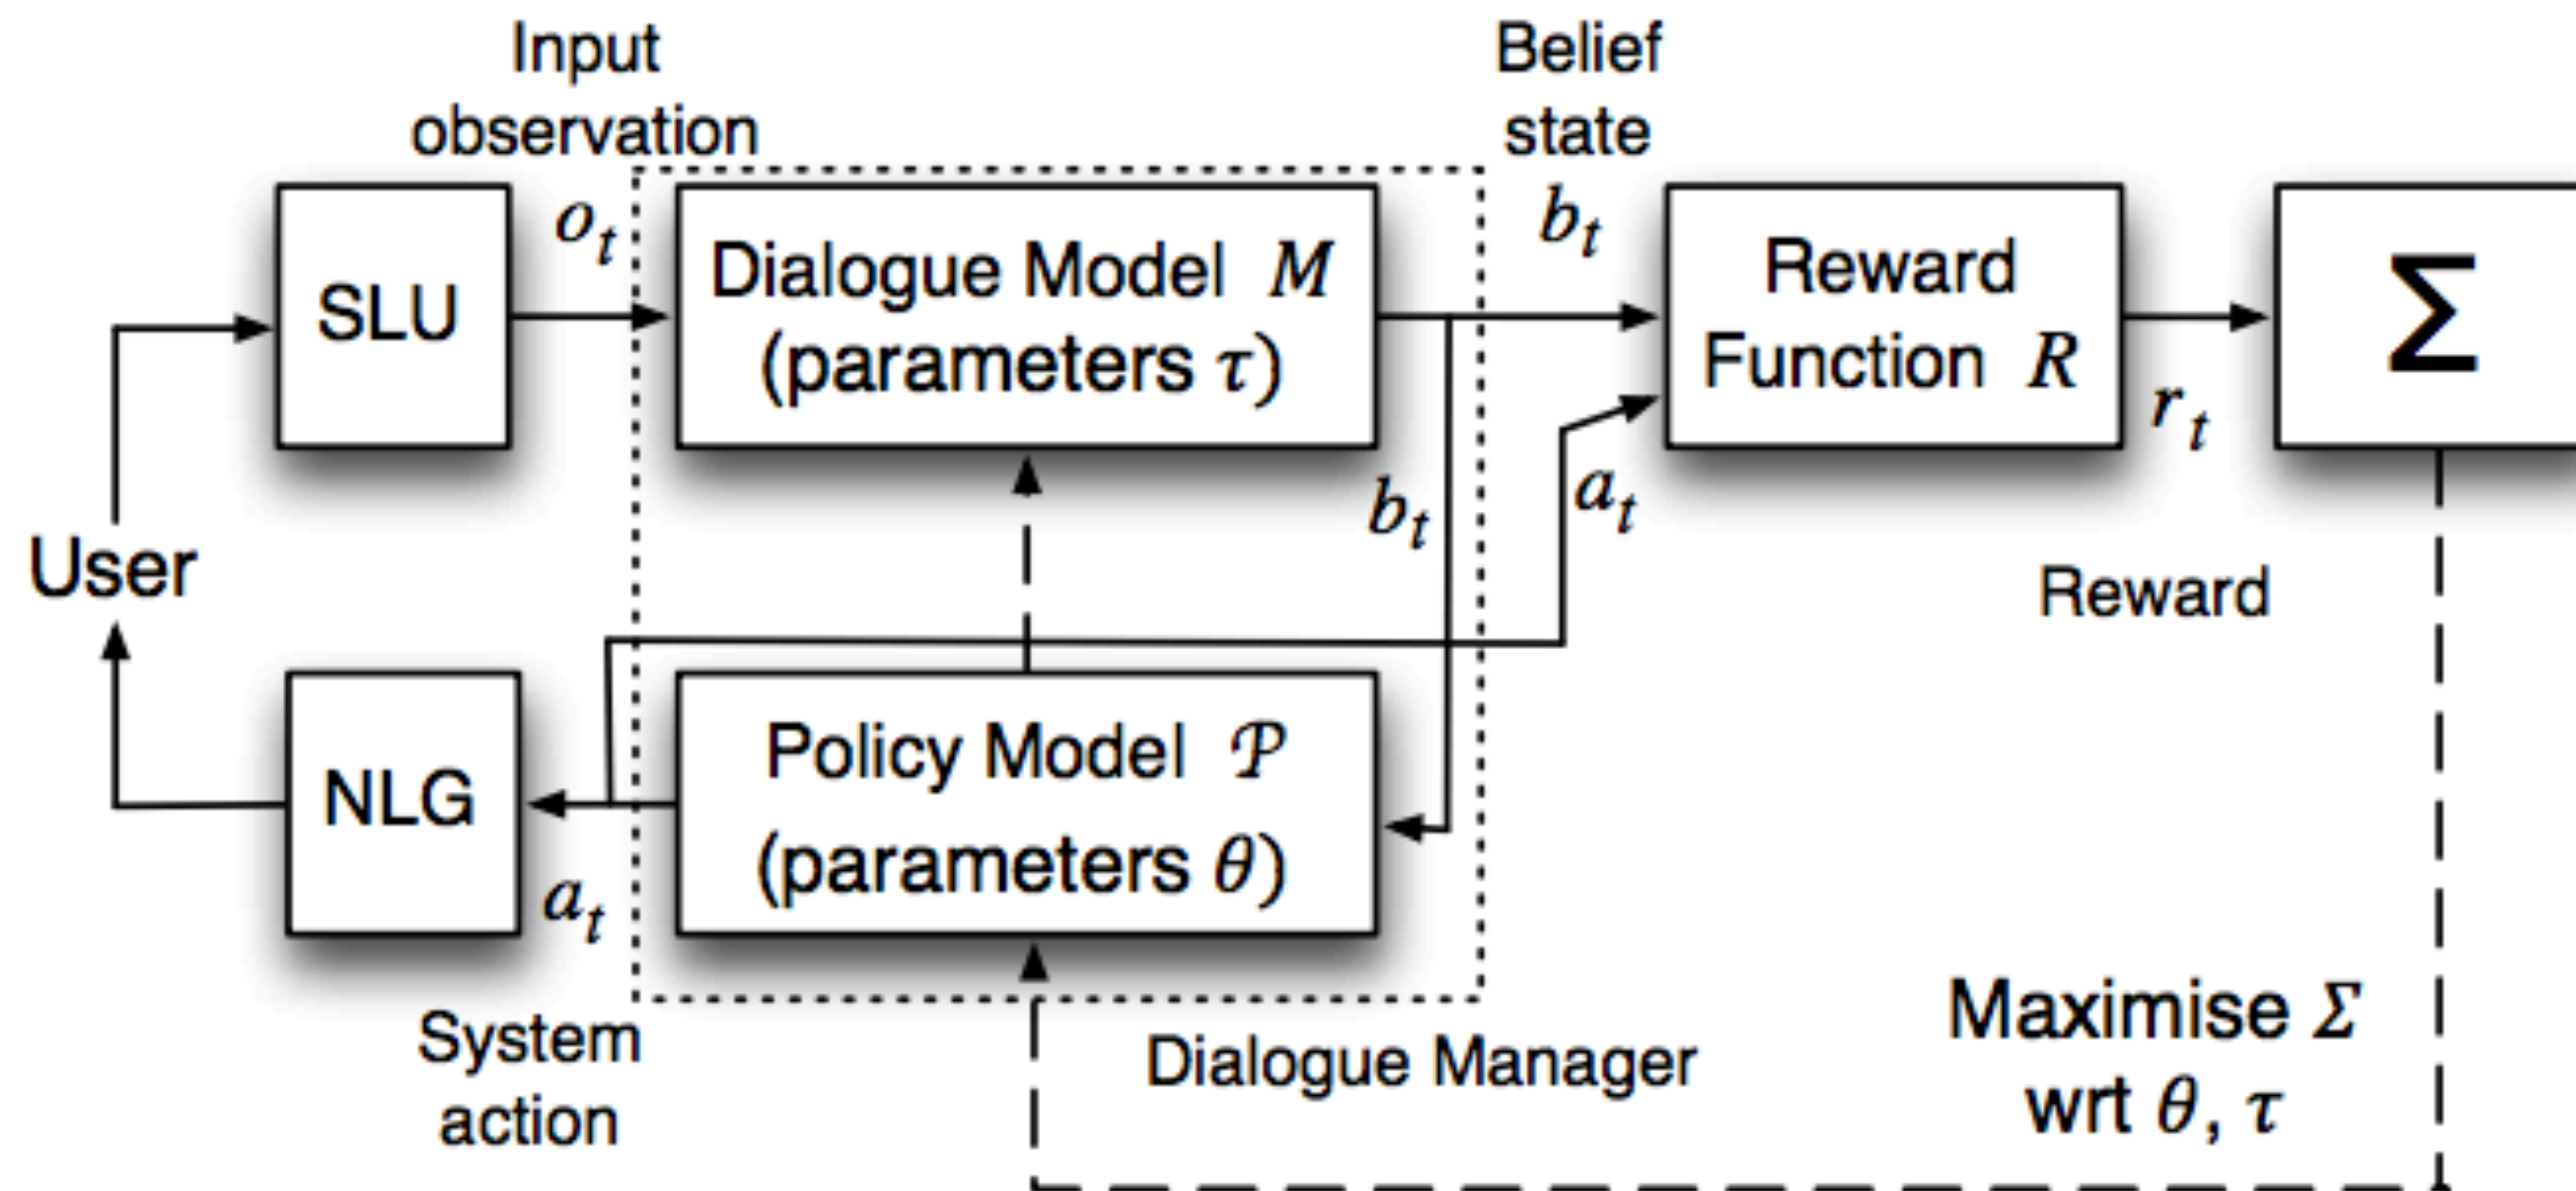 Input
observation
Belief
state
o_t
b_t
SLU
Dialogue Model M
(parameters τ)
Reward
Function R
Σ
r_t
b_t
a_t
User
Reward
NLG
Policy Model 𝒫
(parameters θ)
a_t
System
action
Dialogue Manager
Maximise Σ
wrt θ, τ